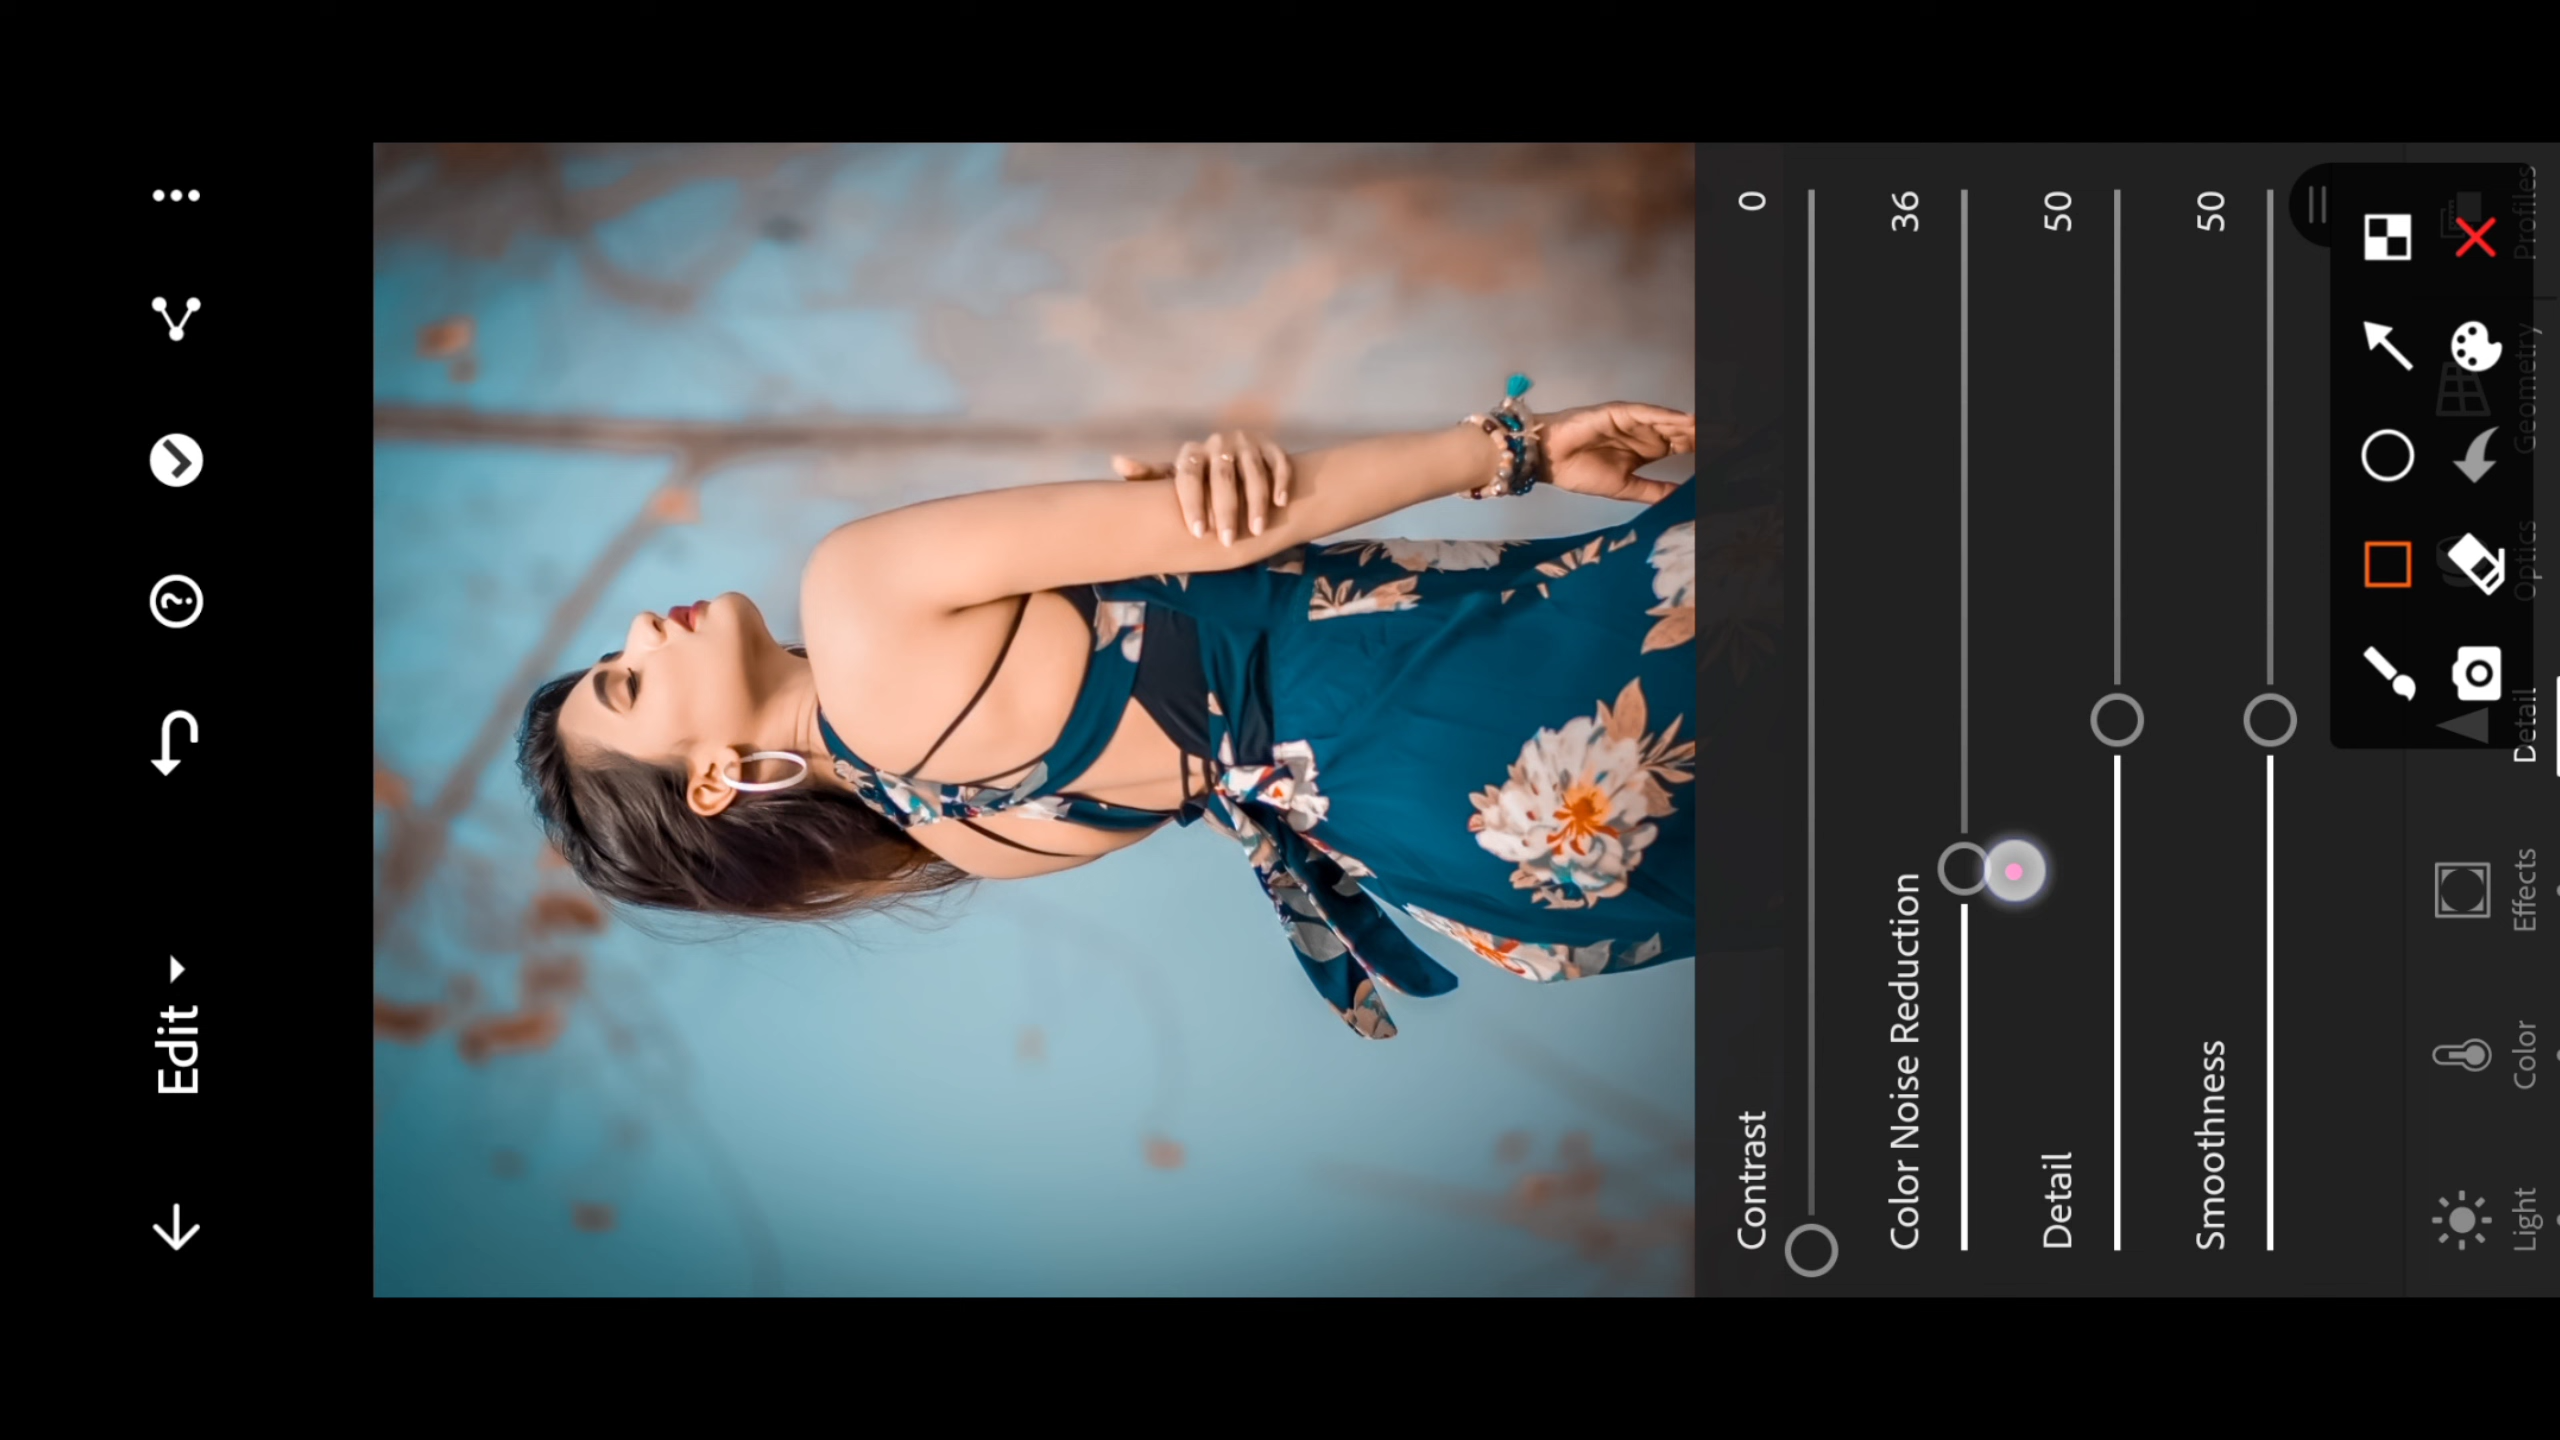 Edit
Contrast 0
Color Noise Reduction 36
Detail 50
Smoothness 50
Light Color Effects Detail Optics Geometry Profiles